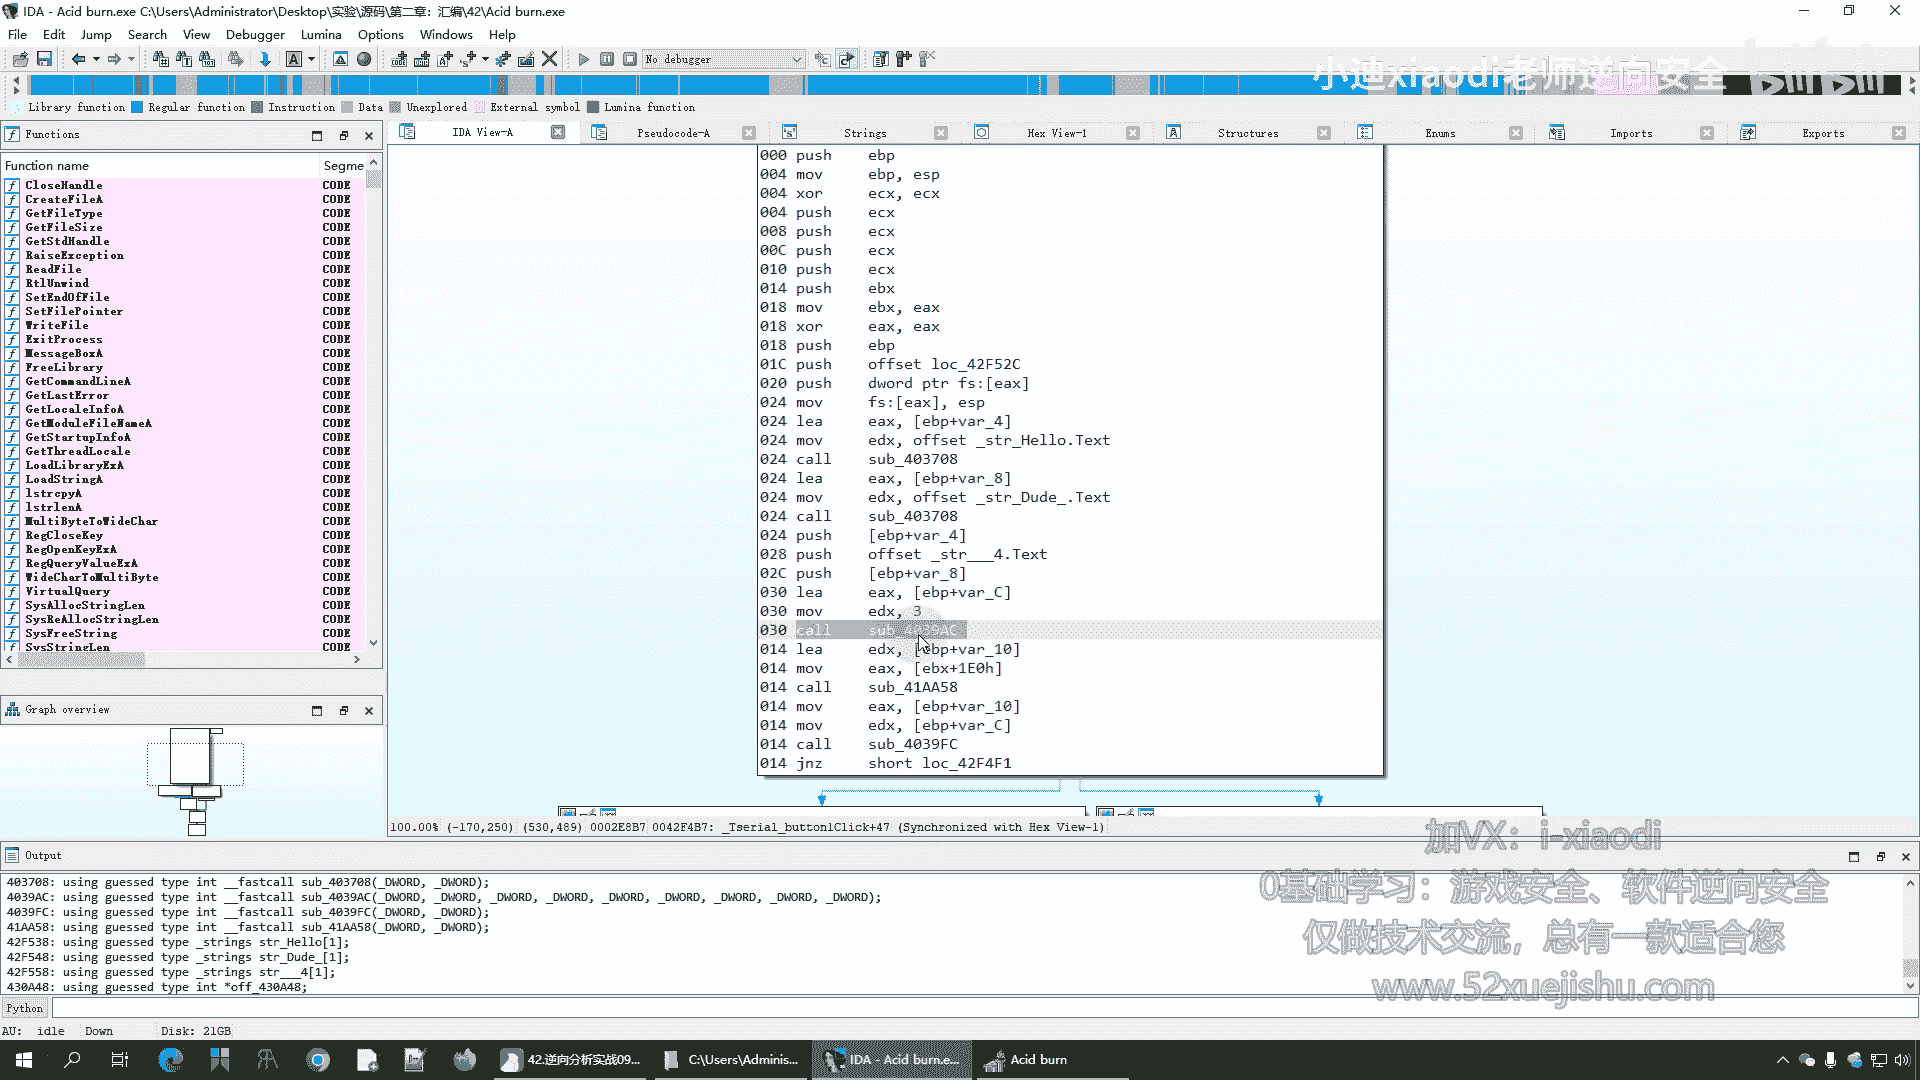 IDA - Acid burn.exe C:\Users\Administrator\Desktop\实验\源码\第二章：汇编\42\Acid burn.exe
File Edit Jump Search View Debugger Lumina Options Windows Help
No debugger
小迪xiaodi老师逆向安全 bilibili
Library function Regular function Instruction Data Unexplored External symbol Lumina function
Functions
IDA View-A Pseudocode-A Strings Hex View-1 Structures Enums Imports Exports
Function name Segme
CloseHandle CODE
CreateFileA CODE
GetFileType CODE
GetFileSize CODE
GetStdHandle CODE
RaiseException CODE
ReadFile CODE
RtlUnwind CODE
SetEndOfFile CODE
SetFilePointer CODE
WriteFile CODE
ExitProcess CODE
MessageBoxA CODE
FreeLibrary CODE
GetCommandLineA CODE
GetLastError CODE
GetLocaleInfoA CODE
GetModuleFileNameA CODE
GetStartupInfoA CODE
GetThreadLocale CODE
LoadLibraryExA CODE
LoadStringA CODE
lstrcpyA CODE
lstrlenA CODE
MultiByteToWideChar CODE
RegCloseKey CODE
RegOpenKeyExA CODE
RegQueryValueExA CODE
WideCharToMultiByte CODE
VirtualQuery CODE
SysAllocStringLen CODE
SysReAllocStringLen CODE
SysFreeString CODE
SysStringLen CODE
000 push ebp
004 mov ebp, esp
004 xor ecx, ecx
004 push ecx
008 push ecx
00C push ecx
010 push ecx
014 push ebx
018 mov ebx, eax
018 xor eax, eax
018 push ebp
01C push offset loc_42F52C
020 push dword ptr fs:[eax]
024 mov fs:[eax], esp
024 lea eax, [ebp+var_4]
024 mov edx, offset _str_Hello.Text
024 call sub_403708
024 lea eax, [ebp+var_8]
024 mov edx, offset _str_Dude_.Text
024 call sub_403708
024 push [ebp+var_4]
028 push offset _str___4.Text
02C push [ebp+var_8]
030 lea eax, [ebp+var_C]
030 mov edx, 3
030 call sub_4039AC
014 lea edx, [ebp+var_10]
014 mov eax, [ebx+1E0h]
014 call sub_41AA58
014 mov eax, [ebp+var_10]
014 mov edx, [ebp+var_C]
014 call sub_4039FC
014 jnz short loc_42F4F1
Graph overview
100.00% (-170,250) (530,489) 0002E8B7 0042F4B7: _Tserial_button1Click+47 (Synchronized with Hex View-1)
加VX：i-xiaodi
0基础学习：游戏安全、软件逆向安全
仅做技术交流，总有一款适合您
www.52xuejishu.com
Output
403708: using guessed type int __fastcall sub_403708(_DWORD, _DWORD);
4039AC: using guessed type int __fastcall sub_4039AC(_DWORD, _DWORD, _DWORD, _DWORD, _DWORD, _DWORD, _DWORD, _DWORD, _DWORD);
4039FC: using guessed type int __fastcall sub_4039FC(_DWORD, _DWORD);
41AA58: using guessed type int __fastcall sub_41AA58(_DWORD, _DWORD);
42F538: using guessed type _strings str_Hello[1];
42F548: using guessed type _strings str_Dude_[1];
42F558: using guessed type _strings str___4[1];
430A48: using guessed type int *off_430A48;
Python
AU: idle Down Disk: 21GB
42.逆向分析实战09... C:\Users\Adminis... IDA - Acid burn.e... Acid burn